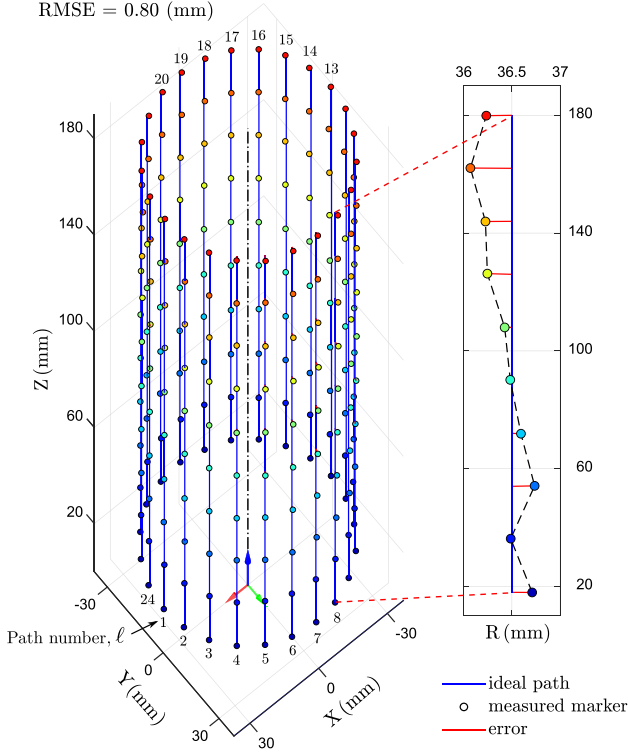 RMSE = 0.80 (mm)
17 16 15
18 14
19 13
20
180
140
100
60
20
Z (mm)
24
1
2
3
4
5
6
7
8
Path number, ℓ
-30
0
30
Y (mm)
-30
0
30
X (mm)
36 36.5 37
180
140
100
60
20
R (mm)
ideal path
measured marker
error